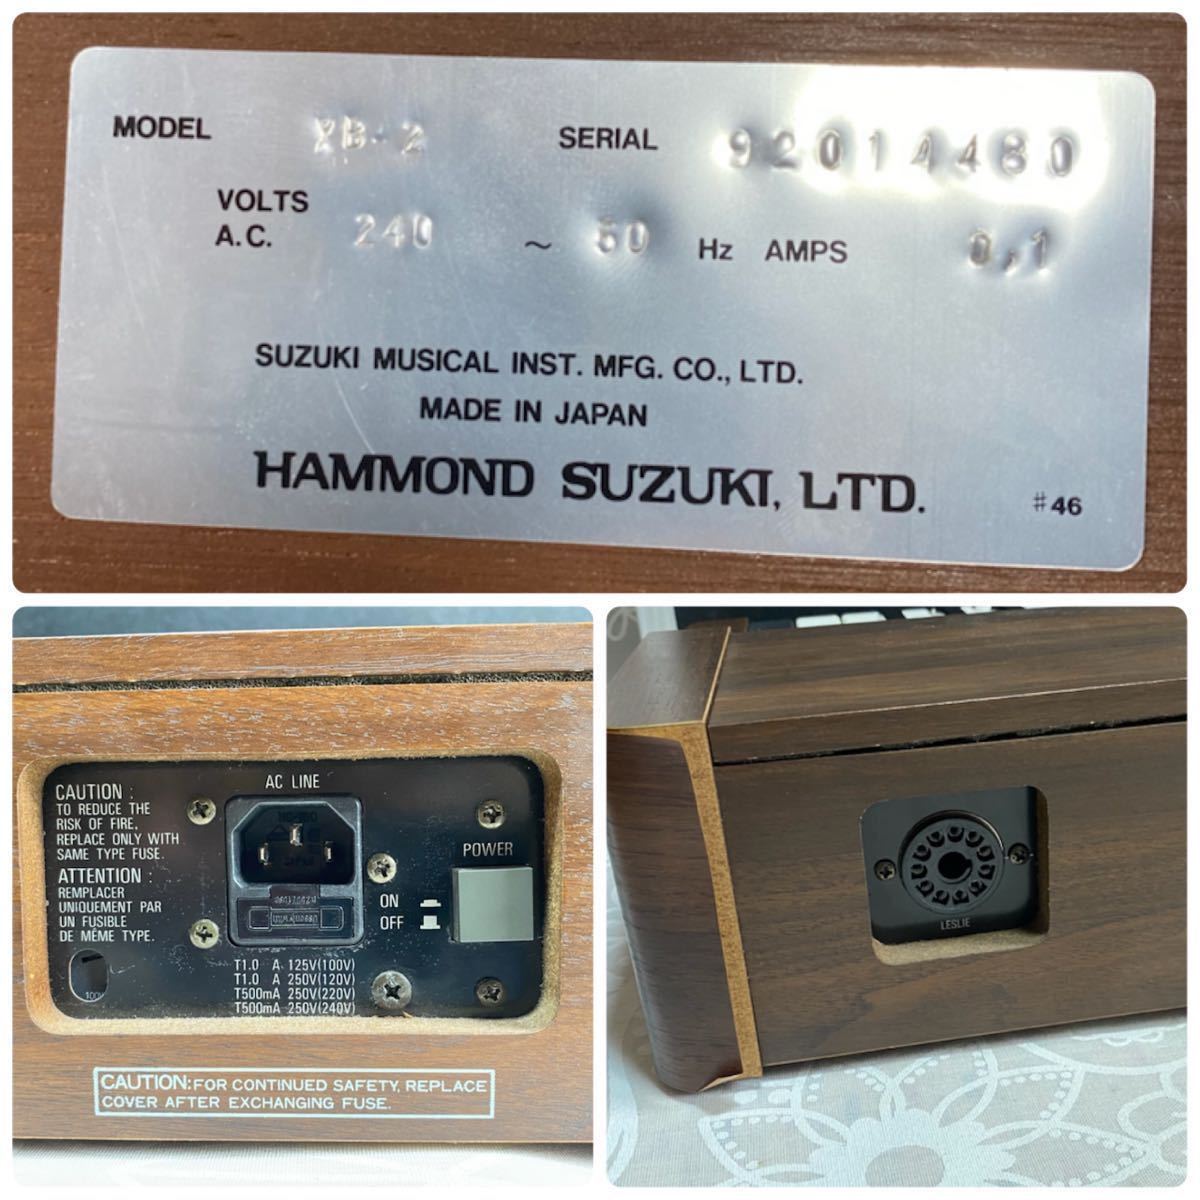 MODEL XB-2 SERIAL 92014480
VOLTS
A.C. 240 ~ 50 Hz AMPS 0,1
SUZUKI MUSICAL INST. MFG. CO., LTD.
MADE IN JAPAN
HAMMOND SUZUKI, LTD. #46
CAUTION :
TO REDUCE THE
RISK OF FIRE,
REPLACE ONLY WITH
SAME TYPE FUSE.
ATTENTION :
REMPLACER
UNIQUEMENT PAR
UN FUSIBLE
DE MÊME TYPE.
100V
AC LINE
POWER
ON
OFF
T1.0 A 125V(100V)
T1.0 A 250V(120V)
T500mA 250V(220V)
T500mA 250V(240V)
CAUTION: FOR CONTINUED SAFETY, REPLACE
COVER AFTER EXCHANGING FUSE.
LESLIE